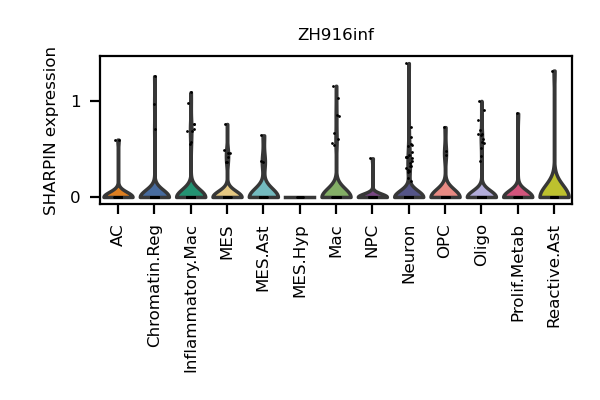 ZH916inf
SHARPIN expression
1
0
AC
Chromatin.Reg
Inflammatory.Mac
MES
MES.Ast
MES.Hyp
Mac
NPC
Neuron
OPC
Oligo
Prolif.Metab
Reactive.Ast